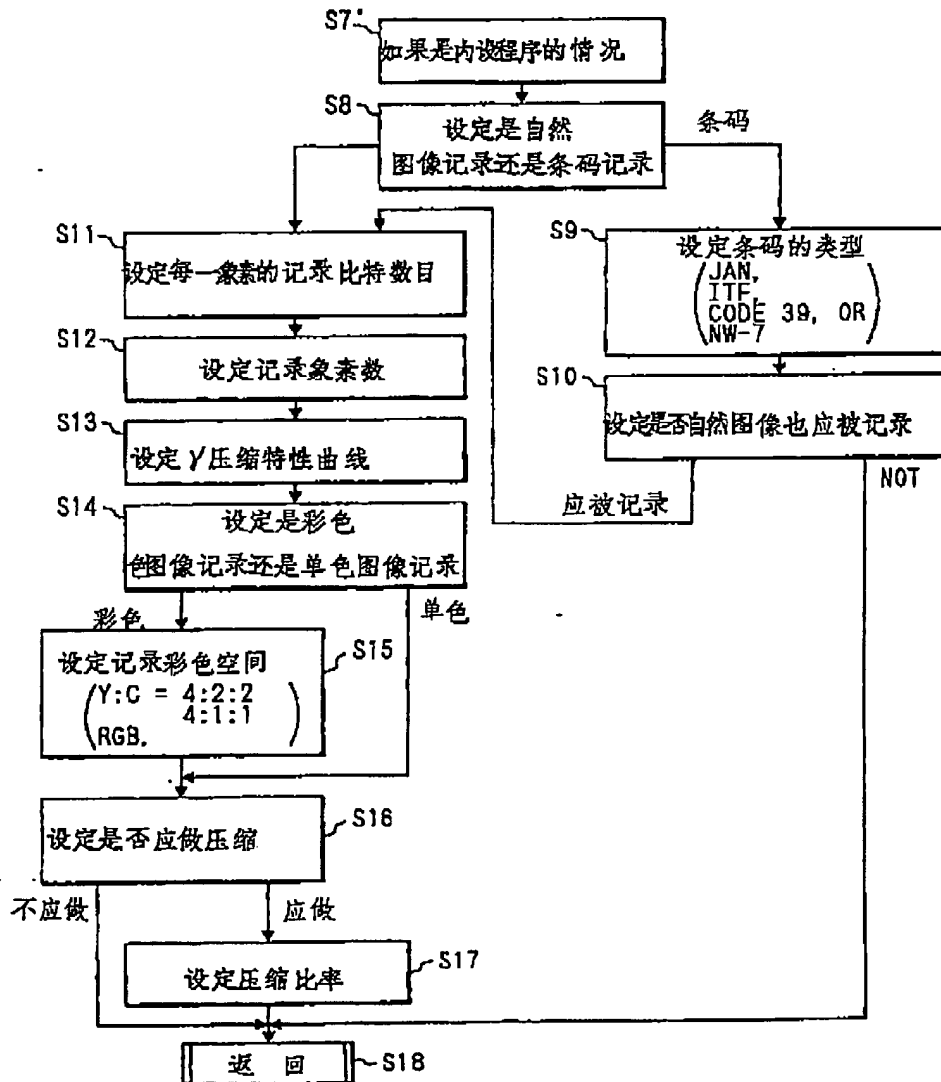 S7
如果是内设程序的情况
S8
设定是自然
图像记录还是条码记录
条码
S11
设定每一象素的记录比特数目
S9
设定条码的类型
JAN,
ITF,
CODE 39, OR
NW-7
S12
设定记录象素数
S10
设定是否自然图像也应被记录
S13
设定γ压缩特性曲线
NOT
应被记录
S14
设定是彩色
色图像记录还是单色图像记录
彩色
单色
S15
设定记录彩色空间
Y:C = 4:2:2
4:1:1
RGB.
S16
设定是否应做压缩
不应做
应做
S17
设定压缩比率
返 回
S18